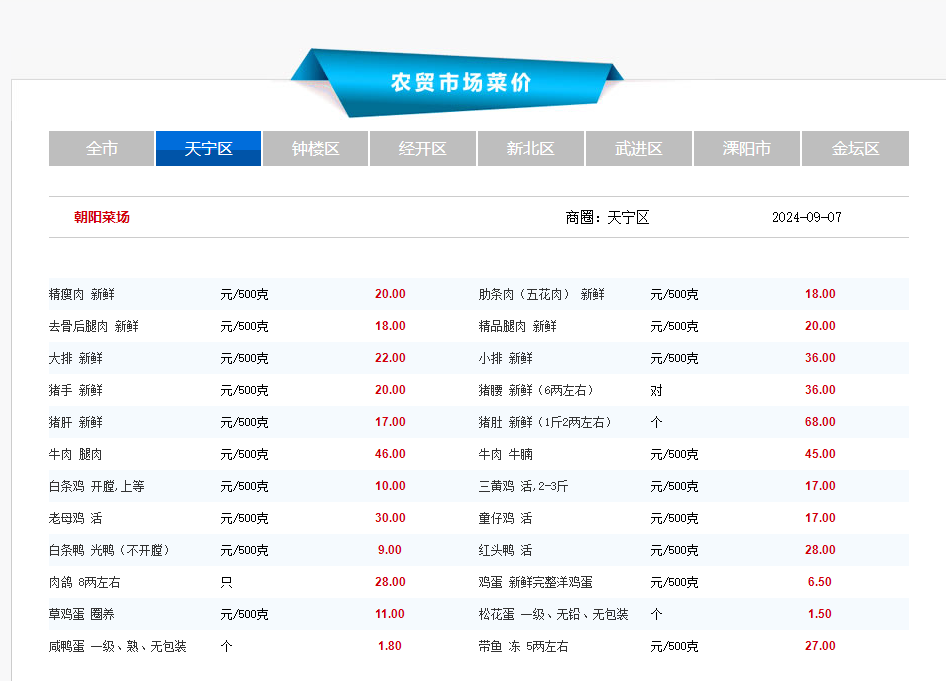 农贸市场菜价
全市 天宁区 钟楼区 经开区 新北区 武进区 溧阳市 金坛区
朝阳菜场 商圈：天宁区 2024-09-07
精瘦肉 新鲜 元/500克 20.00 肋条肉（五花肉） 新鲜 元/500克 18.00
去骨后腿肉 新鲜 元/500克 18.00 精品腿肉 新鲜 元/500克 20.00
大排 新鲜 元/500克 22.00 小排 新鲜 元/500克 36.00
猪手 新鲜 元/500克 20.00 猪腰 新鲜（6两左右） 对 36.00
猪肝 新鲜 元/500克 17.00 猪肚 新鲜（1斤2两左右） 个 68.00
牛肉 腿肉 元/500克 46.00 牛肉 牛腩 元/500克 45.00
白条鸡 开膛,上等 元/500克 10.00 三黄鸡 活,2-3斤 元/500克 17.00
老母鸡 活 元/500克 30.00 童仔鸡 活 元/500克 17.00
白条鸭 光鸭（不开膛） 元/500克 9.00 红头鸭 活 元/500克 28.00
肉鸽 8两左右 只 28.00 鸡蛋 新鲜完整洋鸡蛋 元/500克 6.50
草鸡蛋 圈养 元/500克 11.00 松花蛋 一级、无铅、无包装 个 1.50
咸鸭蛋 一级、熟、无包装 个 1.80 带鱼 冻 5两左右 元/500克 27.00